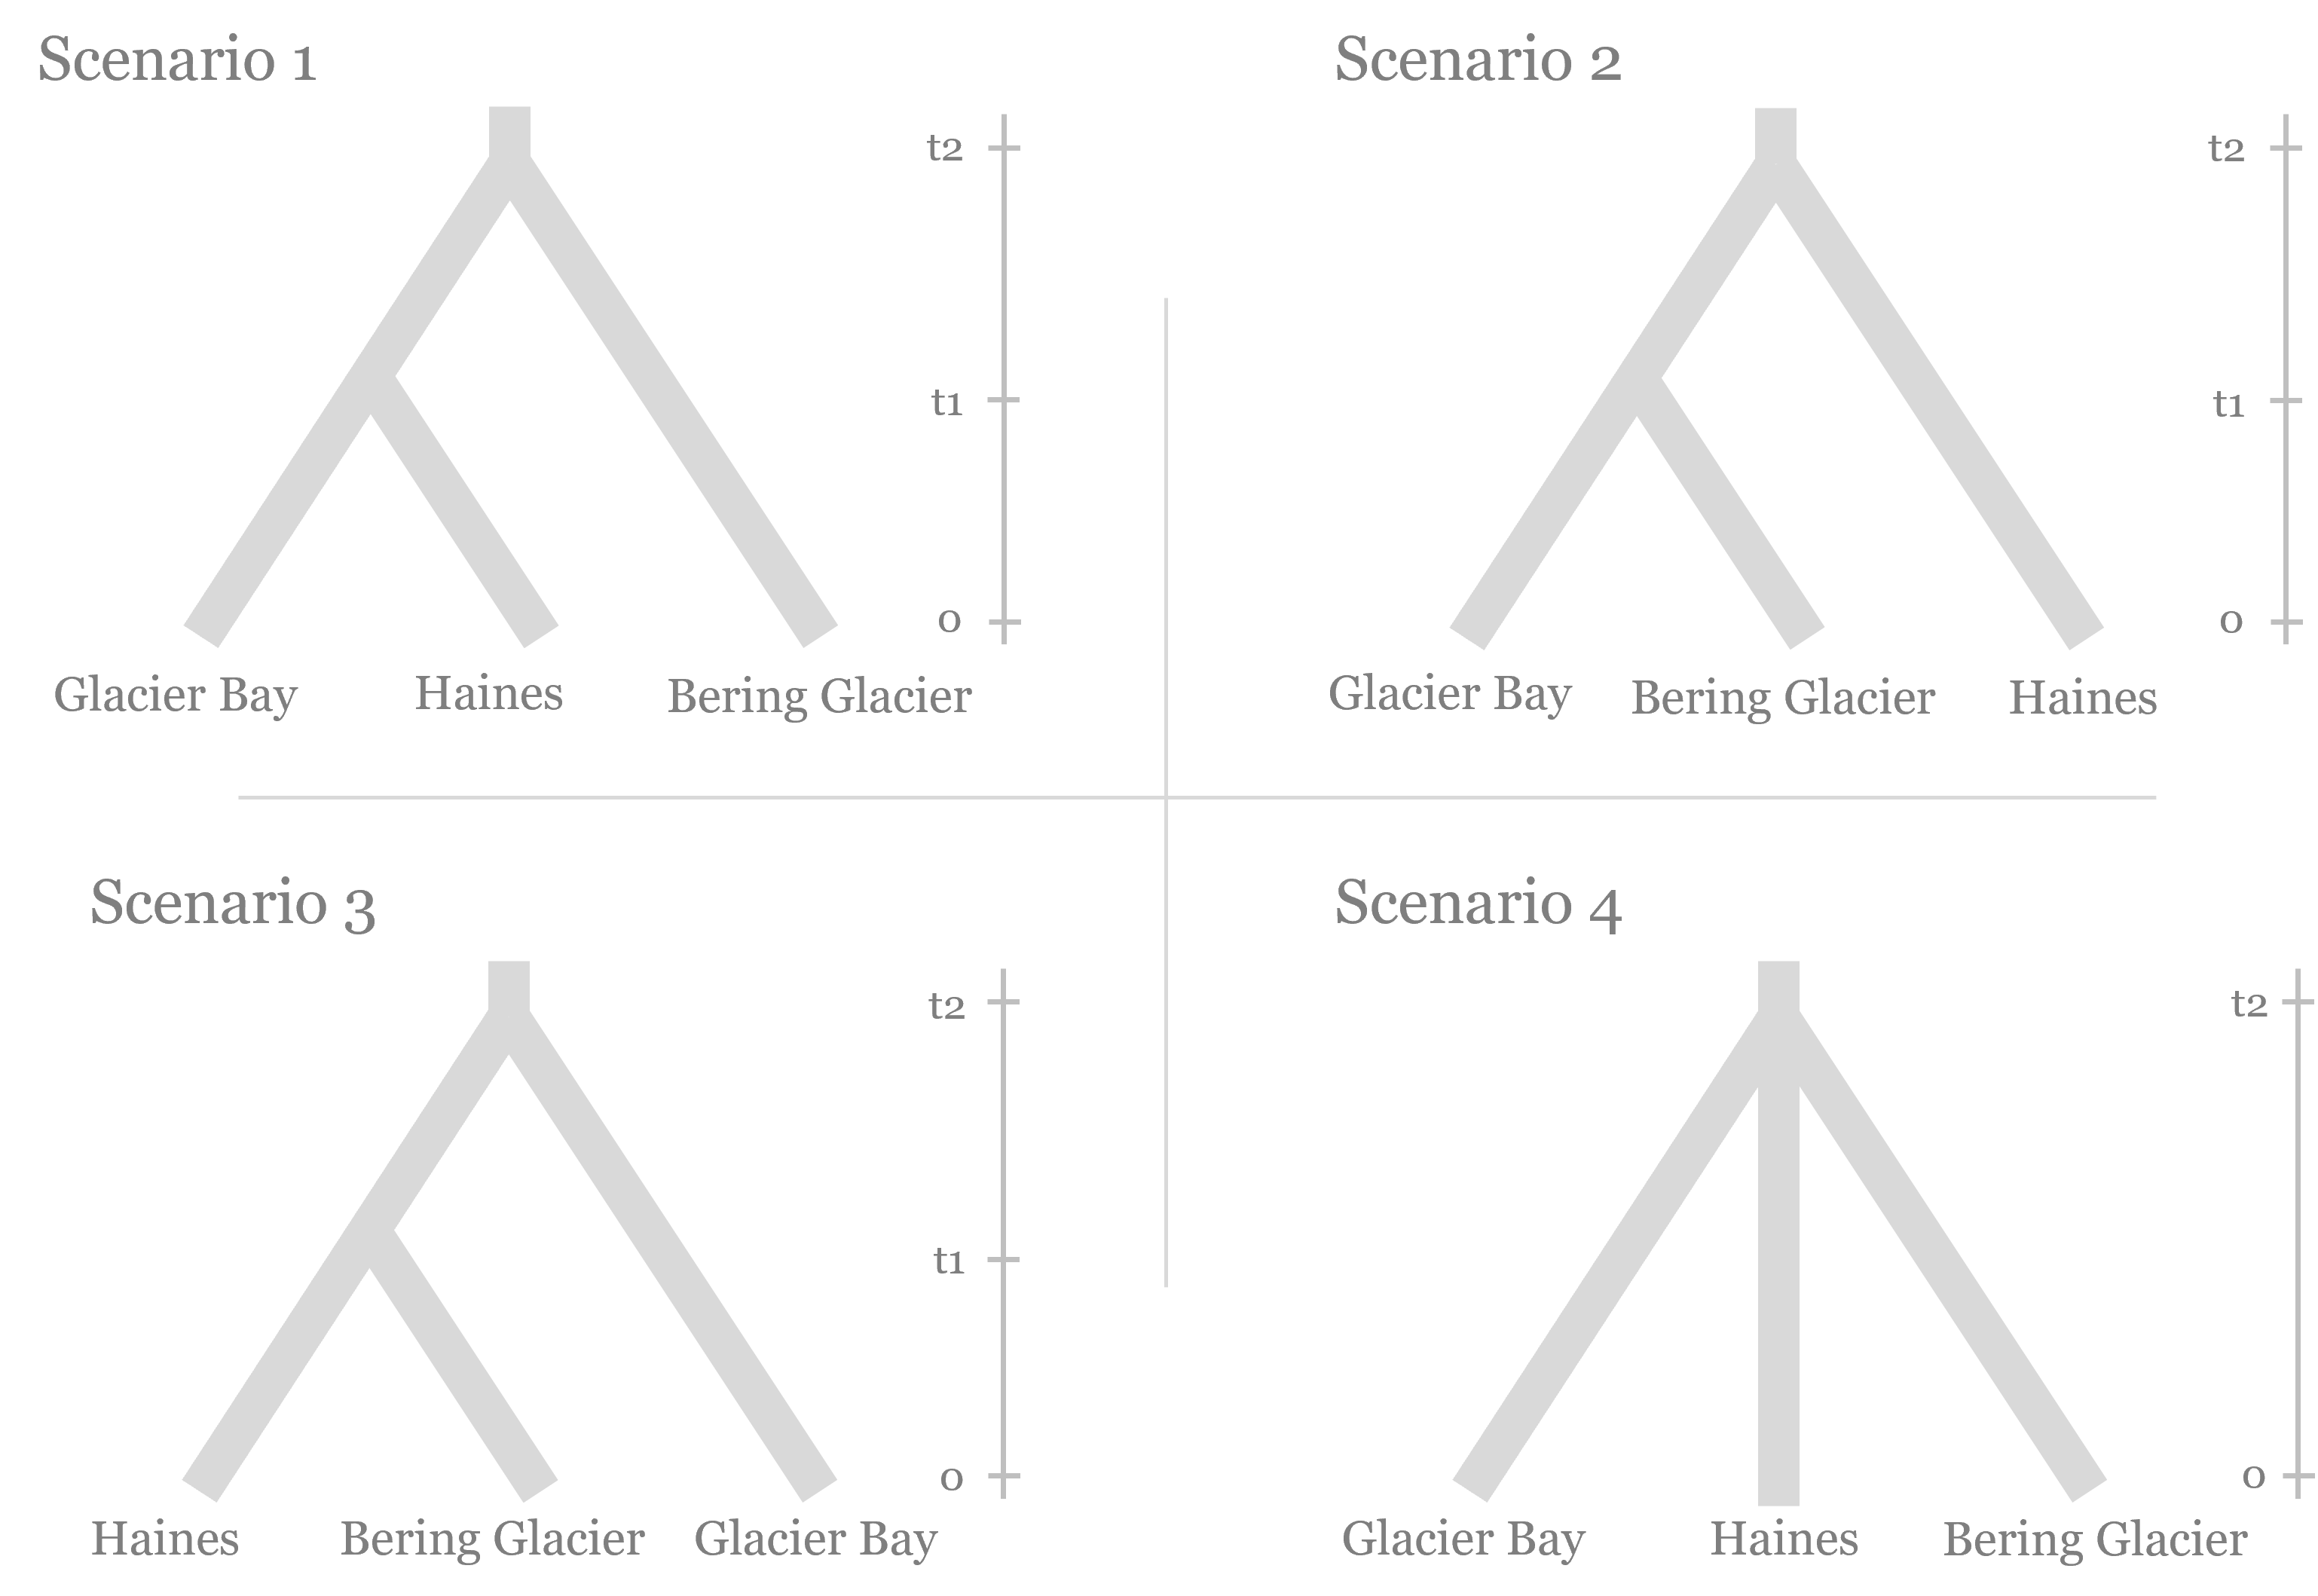 Scenario 1
t2
t1
0
Glacier Bay
Haines
Bering Glacier
Scenario 2
t2
t1
0
Glacier Bay
Bering Glacier
Haines
Scenario 3
t2
t1
0
Haines
Bering Glacier
Glacier Bay
Scenario 4
t2
0
Glacier Bay
Haines
Bering Glacier